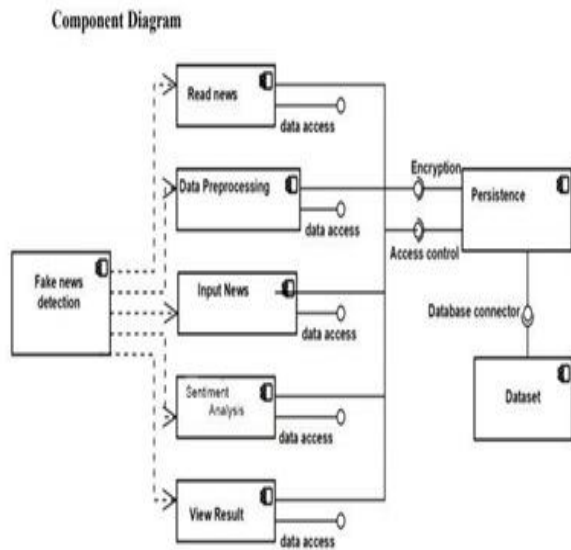 Component Diagram
Read news
data access
Data Preprocessing
data access
Encryption
Persistence
Access control
Fake news
detection
Input News
data access
Database connector
Sentiment
Analysis
data access
Dataset
View Result
data access